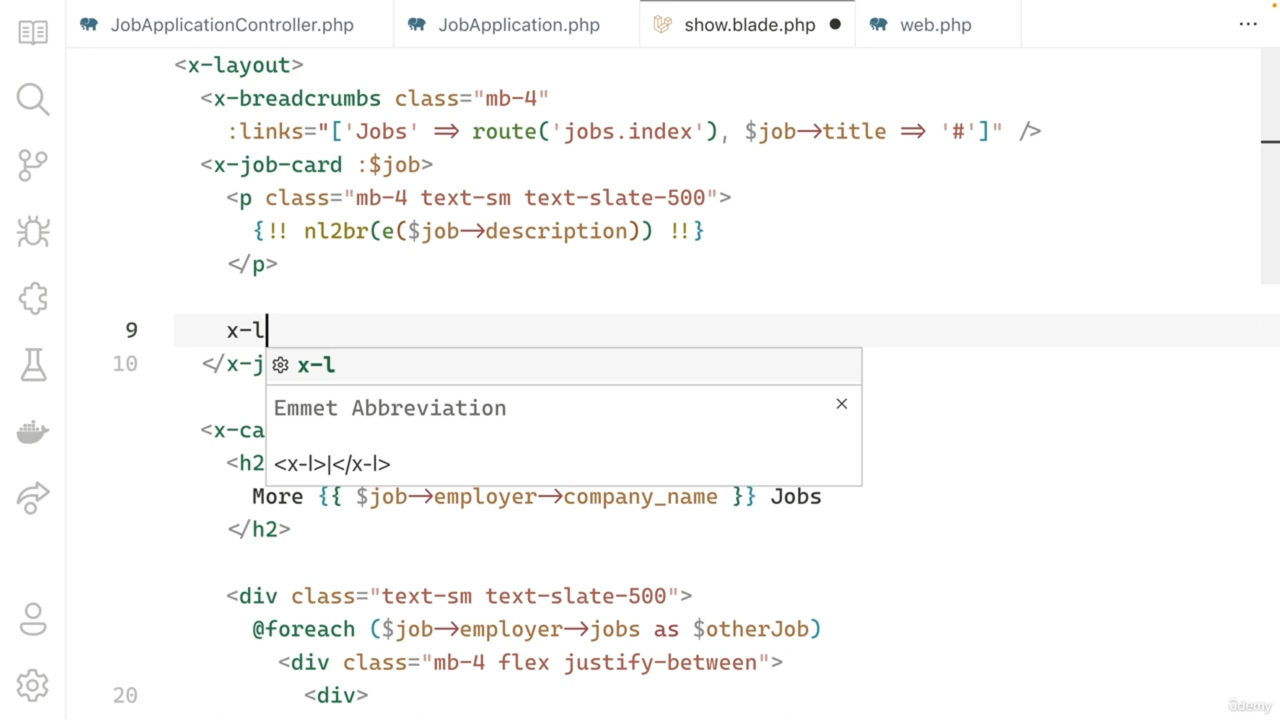 JobApplicationController.php JobApplication.php show.blade.php web.php ...
<x-layout>
<x-breadcrumbs class="mb-4"
:links="['Jobs' => route('jobs.index'), $job->title => '#']" />
<x-job-card :$job>
<p class="mb-4 text-sm text-slate-500">
{!! nl2br(e($job->description)) !!}
</p>
9 x-l
10 </x-j
x-l
Emmet Abbreviation
<x-l>|</x-l>
<x-ca
<h2
More {{ $job->employer->company_name }} Jobs
</h2>
<div class="text-sm text-slate-500">
@foreach ($job->employer->jobs as $otherJob)
<div class="mb-4 flex justify-between">
20 <div>
ûdemy